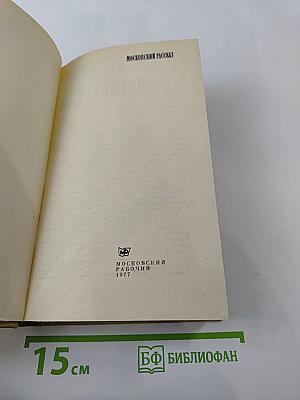 МОСКОВСКИЙ РАССКАЗ
МОСКОВСКИЙ
РАБОЧИЙ
1977
15 см
БФ БИБЛИОФАН